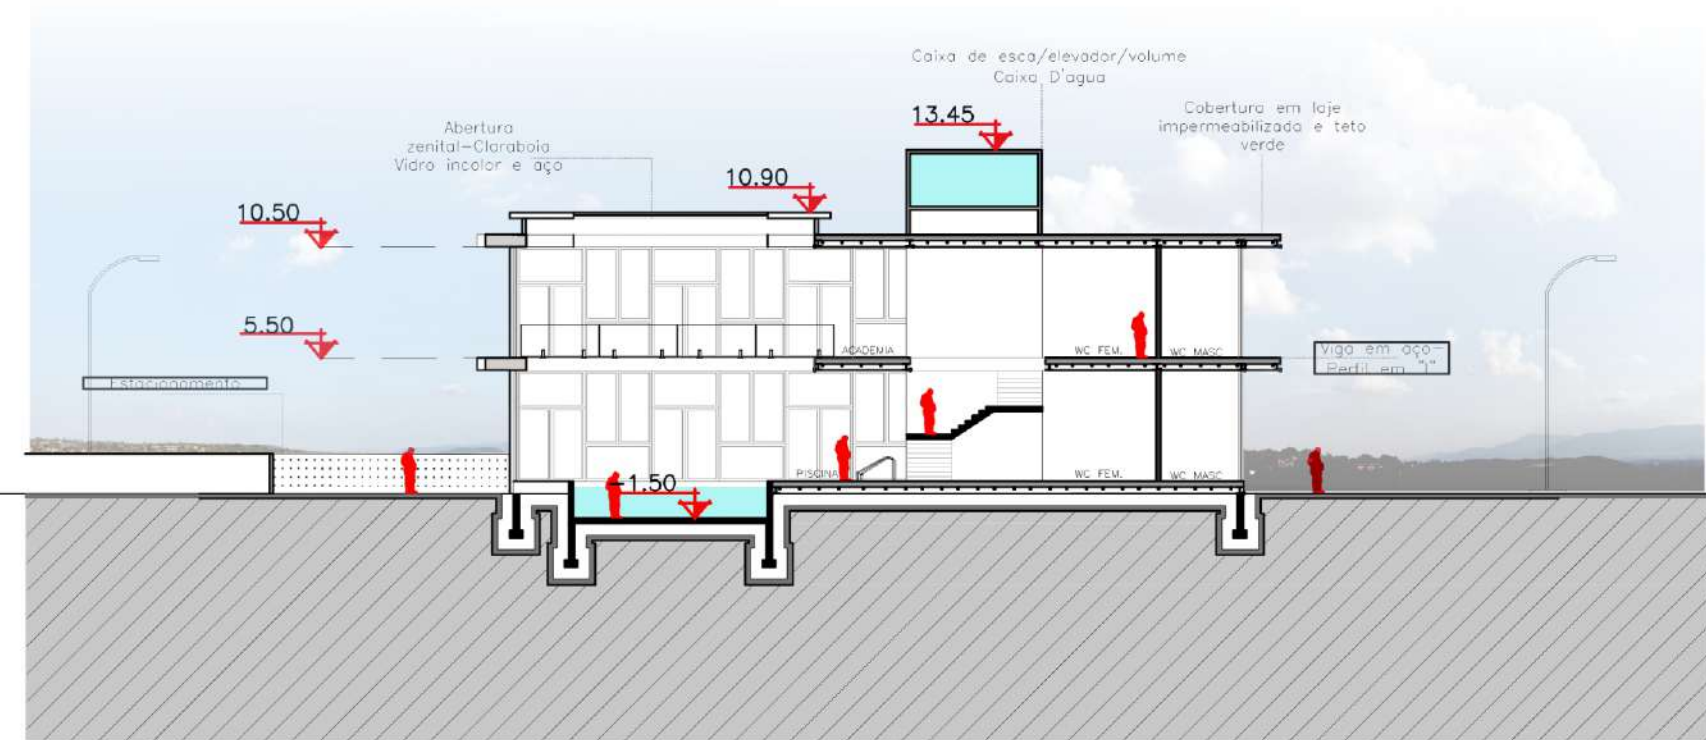 Caixa de esca/elevador/volume
Caixa D'agua
13.45
Cobertura em laje
impermeabilizada e teto
verde
Abertura
zenital-Claraboia
Vidro incolor e aço
10.90
10.50
5.50
ACADEMIA
WC FEM.
WC MASC
Viga em aço-
Perfil em "I"
Estacionamento
PISCINA
WC FEM.
WC MASC
-1.50